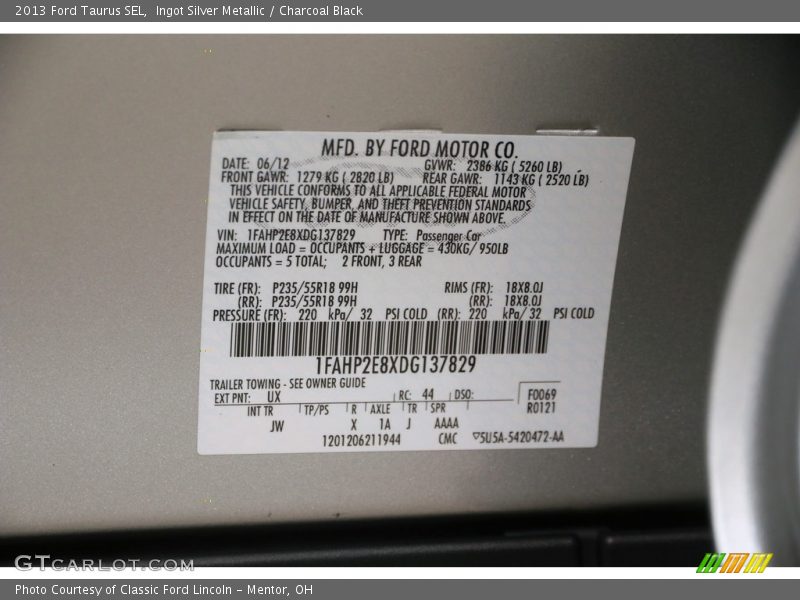 2013 Ford Taurus SEL,  Ingot Silver Metallic / Charcoal Black
MFD. BY FORD MOTOR CO.
DATE: 06/12 GVWR: 2386 KG ( 5260 LB)
FRONT GAWR: 1279 KG ( 2820 LB) REAR GAWR: 1143 KG ( 2520 LB)
THIS VEHICLE CONFORMS TO ALL APPLICABLE FEDERAL MOTOR
VEHICLE SAFETY, BUMPER, AND THEFT PREVENTION STANDARDS
IN EFFECT ON THE DATE OF MANUFACTURE SHOWN ABOVE.
VIN: 1FAHP2E8XDG137829 TYPE: Passenger Car
MAXIMUM LOAD = OCCUPANTS + LUGGAGE = 430KG/ 950LB
OCCUPANTS = 5 TOTAL; 2 FRONT, 3 REAR
TIRE (FR): P235/55R18 99H RIMS (FR): 18X8.0J
(RR): P235/55R18 99H (RR): 18X8.0J
PRESSURE (FR): 220 kPa/ 32 PSI COLD (RR): 220 kPa/ 32 PSI COLD
1FAHP2E8XDG137829
TRAILER TOWING - SEE OWNER GUIDE
EXT PNT: UX RC: 44 DSO: F0069
INT TR TP/PS R AXLE TR SPR R0121
JW X 1A J AAAA
1201206211944 CMC ▽5U5A-5420472-AA
GTCARLOT.COM
Photo Courtesy of Classic Ford Lincoln - Mentor, OH